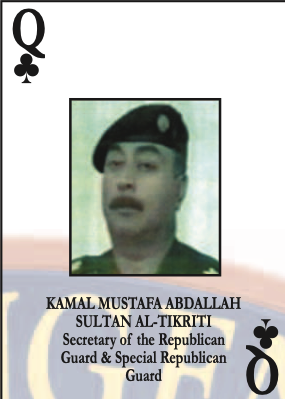 Q
KAMAL MUSTAFA ABDALLAH
SULTAN AL-TIKRITI
Secretary of the Republican
Guard & Special Republican
Guard
Q